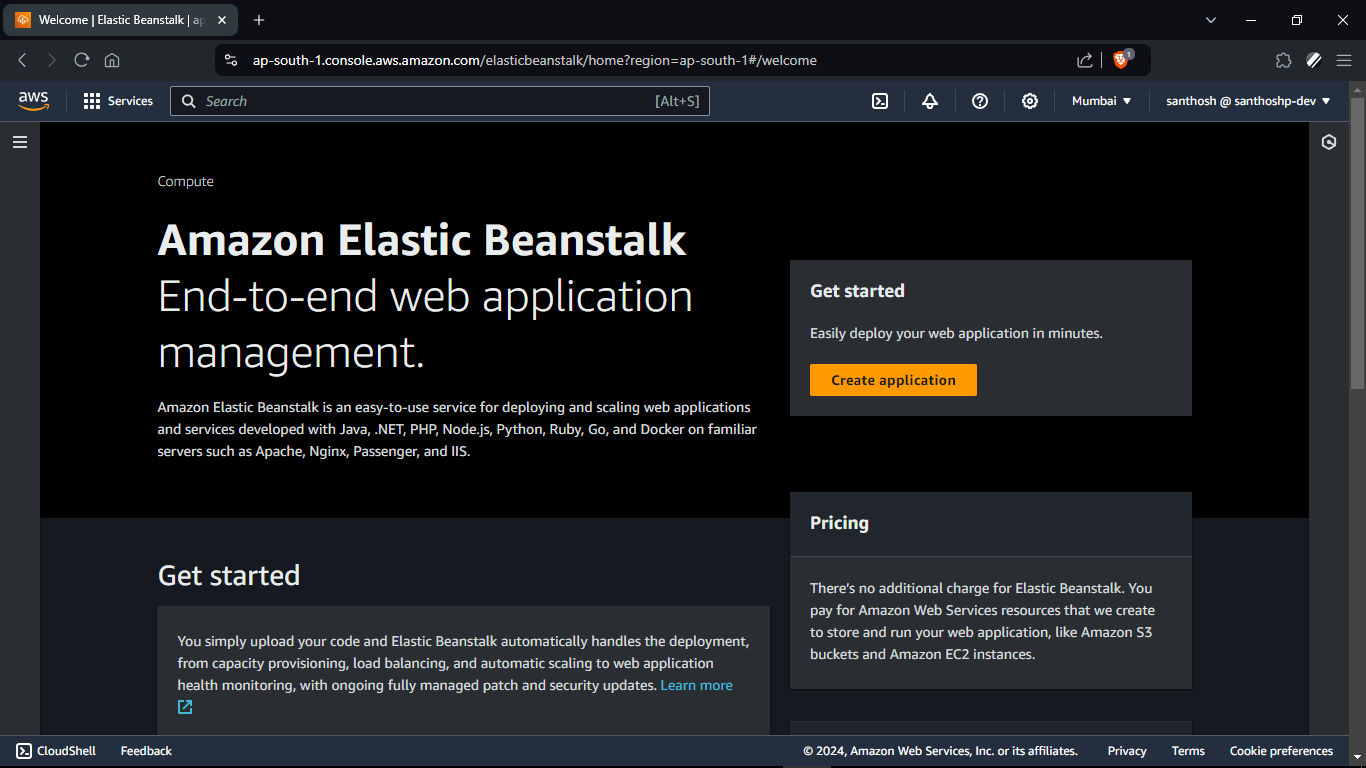 Welcome | Elastic Beanstalk | ap
ap-south-1.console.aws.amazon.com/elasticbeanstalk/home?region=ap-south-1#/welcome
1
aws
Services
Search
[Alt+S]
Mumbai
santhosh @ santhoshp-dev
Compute
Amazon Elastic Beanstalk
End-to-end web application
management.
Amazon Elastic Beanstalk is an easy-to-use service for deploying and scaling web applications
and services developed with Java, .NET, PHP, Node.js, Python, Ruby, Go, and Docker on familiar
servers such as Apache, Nginx, Passenger, and IIS.
Get started
Easily deploy your web application in minutes.
Create application
Pricing
There's no additional charge for Elastic Beanstalk. You
pay for Amazon Web Services resources that we create
to store and run your web application, like Amazon S3
buckets and Amazon EC2 instances.
Get started
You simply upload your code and Elastic Beanstalk automatically handles the deployment,
from capacity provisioning, load balancing, and automatic scaling to web application
health monitoring, with ongoing fully managed patch and security updates. Learn more
CloudShell
Feedback
© 2024, Amazon Web Services, Inc. or its affiliates.
Privacy
Terms
Cookie preferences